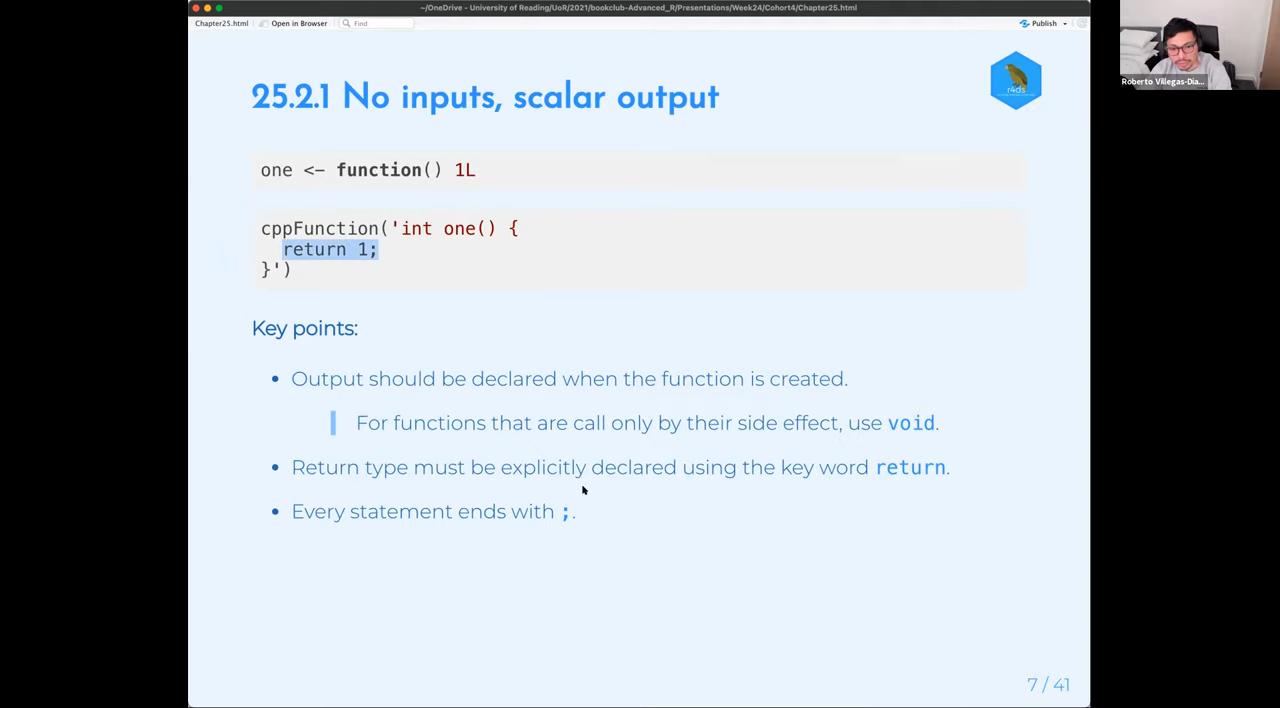 ~/OneDrive - University of Reading/UoR/2021/bookclub-Advanced_R/Presentations/Week24/Cohort4/Chapter25.html
Chapter25.html Open in Browser Find Publish
Roberto Villegas-Dia...
25.2.1 No inputs, scalar output
r4ds
one <- function() 1L
cppFunction('int one() {
return 1;
}')
Key points:
• Output should be declared when the function is created.
For functions that are call only by their side effect, use void.
• Return type must be explicitly declared using the key word return.
• Every statement ends with ;.
7 / 41